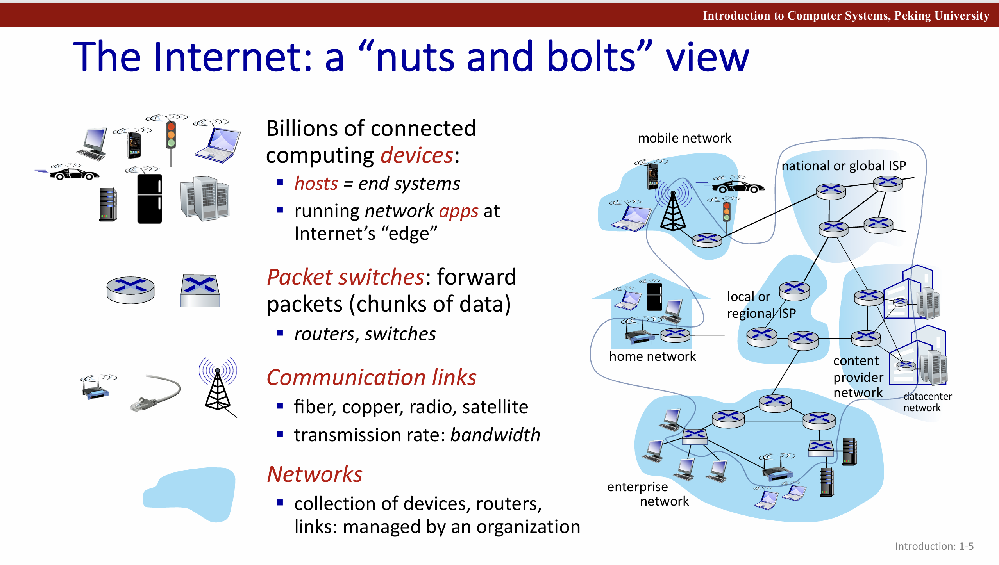 Introduction to Computer Systems, Peking University
The Internet: a “nuts and bolts” view
Billions of connected
computing devices:
▪ hosts = end systems
▪ running network apps at
Internet’s “edge”
Packet switches: forward
packets (chunks of data)
▪ routers, switches
Communication links
▪ fiber, copper, radio, satellite
▪ transmission rate: bandwidth
Networks
▪ collection of devices, routers,
links: managed by an organization
mobile network
national or global ISP
local or
regional ISP
home network
content
provider
network
datacenter
network
enterprise
network
Introduction: 1-5